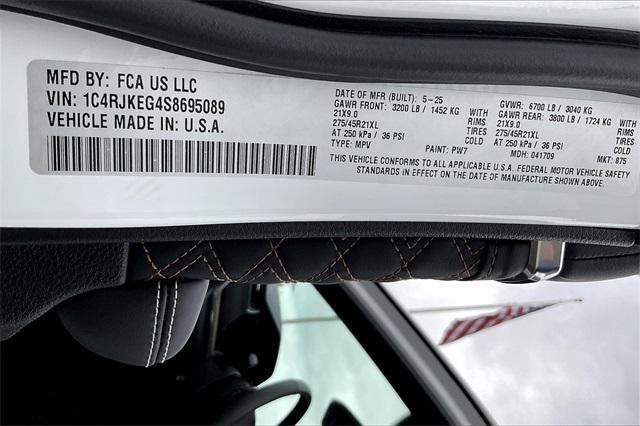 MFD BY: FCA US LLC
VIN: 1C4RJKEG4S8695089
VEHICLE MADE IN: U.S.A.
DATE OF MFR (BUILT): 5-25
GAWR FRONT: 3200 LB / 1452 KG WITH
21X9.0 RIMS
275/45R21XL TIRES
AT 250 kPa / 36 PSI COLD
TYPE: MPV PAINT: PW7
GVWR: 6700 LB / 3040 KG
GAWR REAR: 3800 LB / 1724 KG WITH
21X9.0 RIMS
275/45R21XL TIRES
AT 250 kPa / 36 PSI COLD
MDH: 041709 MKT: 875
THIS VEHICLE CONFORMS TO ALL APPLICABLE U.S.A. FEDERAL MOTOR VEHICLE SAFETY
STANDARDS IN EFFECT ON THE DATE OF MANUFACTURE SHOWN ABOVE.